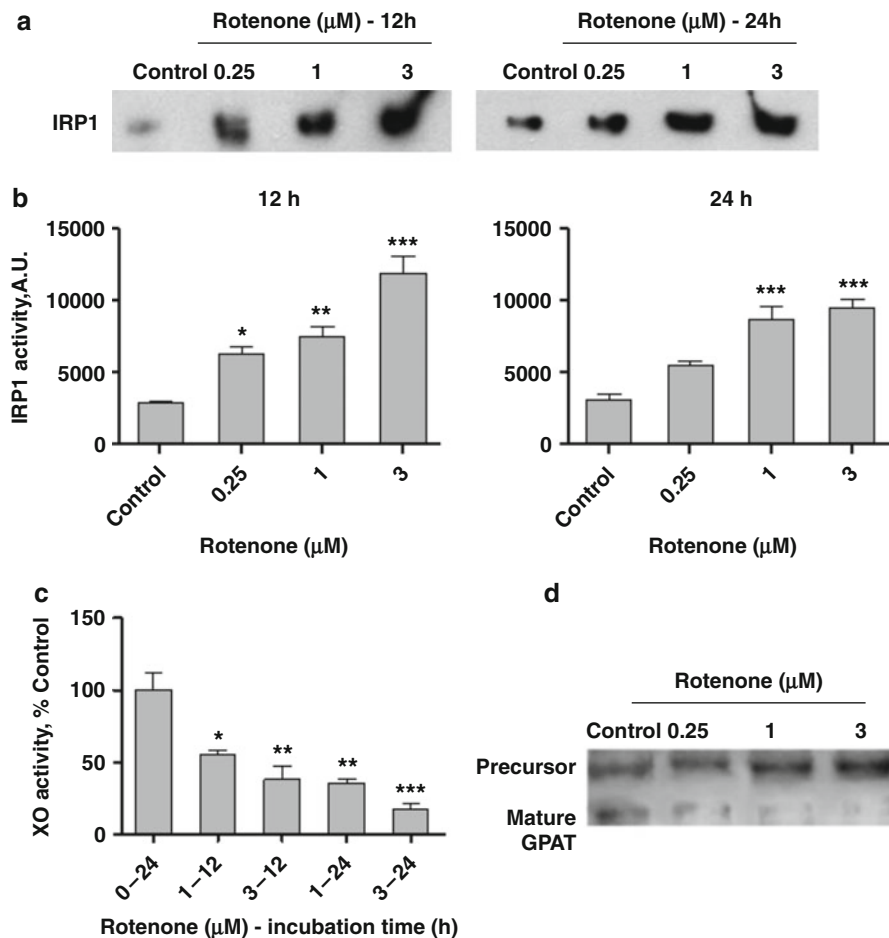 a
Rotenone (μM) - 12h
Rotenone (μM) - 24h
Control 0.25 1 3
Control 0.25 1 3
IRP1
b
12 h
15000
10000
5000
0
IRP1 activity,A.U.
*
**
***
Control
0.25
1
3
Rotenone (μM)
24 h
15000
10000
5000
0
***
***
Control
0.25
1
3
Rotenone (μM)
c
150
100
50
0
XO activity, % Control
*
**
**
***
0–24
1–12
3–12
1–24
3–24
Rotenone (μM) - incubation time (h)
d
Rotenone
(μM)
Control 0.25 1 3
Precursor
Mature
GPAT